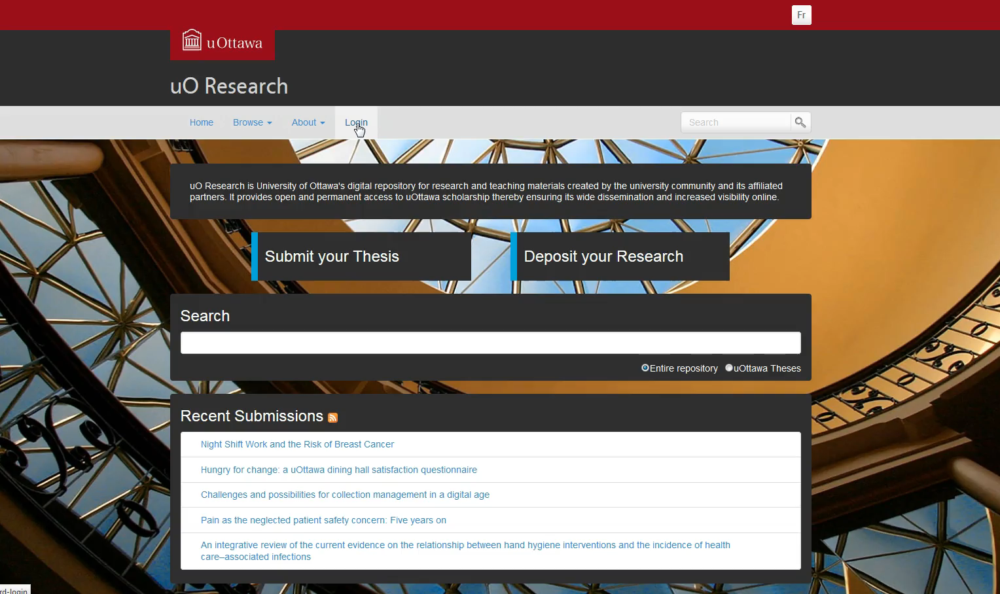 Fr
uOttawa
uO Research
Home Browse About Login Search
uO Research is University of Ottawa's digital repository for research and teaching materials created by the university community and its affiliated
partners. It provides open and permanent access to uOttawa scholarship thereby ensuring its wide dissemination and increased visibility online.
Submit your Thesis Deposit your Research
Search
Entire repository uOttawa Theses
Recent Submissions
Night Shift Work and the Risk of Breast Cancer
Hungry for change: a uOttawa dining hall satisfaction questionnaire
Challenges and possibilities for collection management in a digital age
Pain as the neglected patient safety concern: Five years on
An integrative review of the current evidence on the relationship between hand hygiene interventions and the incidence of health
care–associated infections
rd-login